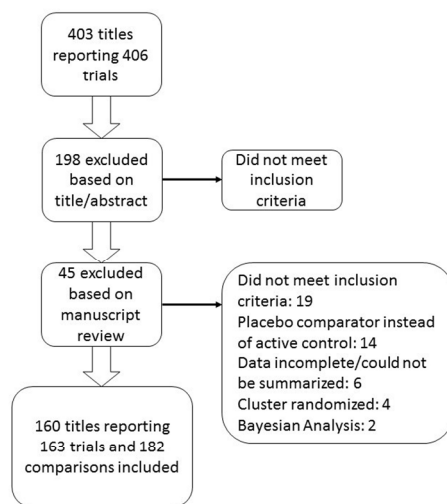 403 titles
reporting 406
trials
198 excluded
based on
title/abstract
Did not meet
inclusion
criteria
45 excluded
based on
manuscript
review
Did not meet inclusion
criteria: 19
Placebo comparator instead
of active control: 14
Data incomplete/could not
be summarized: 6
Cluster randomized: 4
Bayesian Analysis: 2
160 titles reporting
163 trials and 182
comparisons included